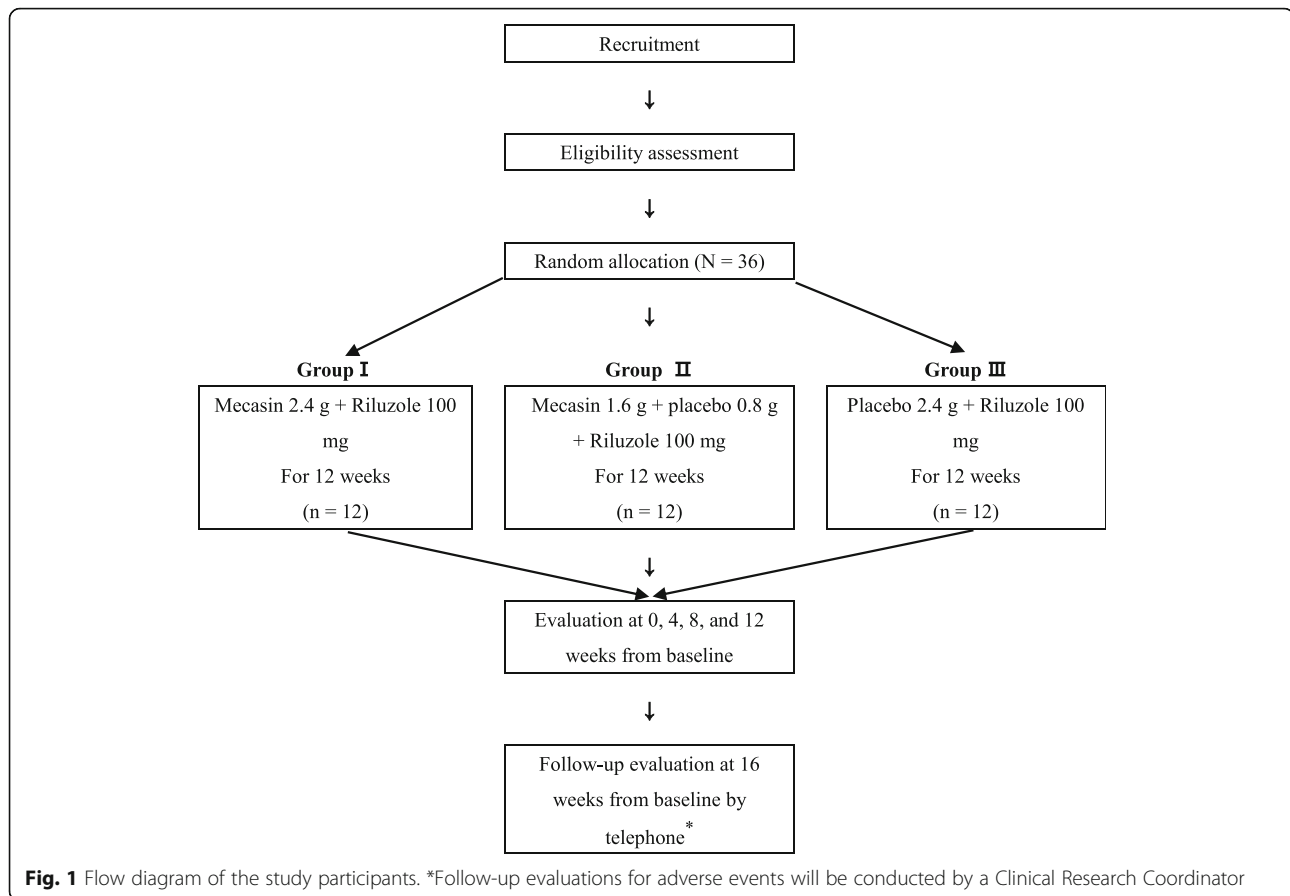 Recruitment
↓
Eligibility assessment
↓
Random allocation (N = 36)
↓
Group Ⅰ
Mecasin 2.4 g + Riluzole 100
mg
For 12 weeks
(n = 12)
Group Ⅱ
Mecasin 1.6 g + placebo 0.8 g
+ Riluzole 100 mg
For 12 weeks
(n = 12)
Group Ⅲ
Placebo 2.4 g + Riluzole 100
mg
For 12 weeks
(n = 12)
↓
Evaluation at 0, 4, 8, and 12
weeks from baseline
↓
Follow-up evaluation at 16
weeks from baseline by
telephone*
Fig. 1 Flow diagram of the study participants. *Follow-up evaluations for adverse events will be conducted by a Clinical Research Coordinator